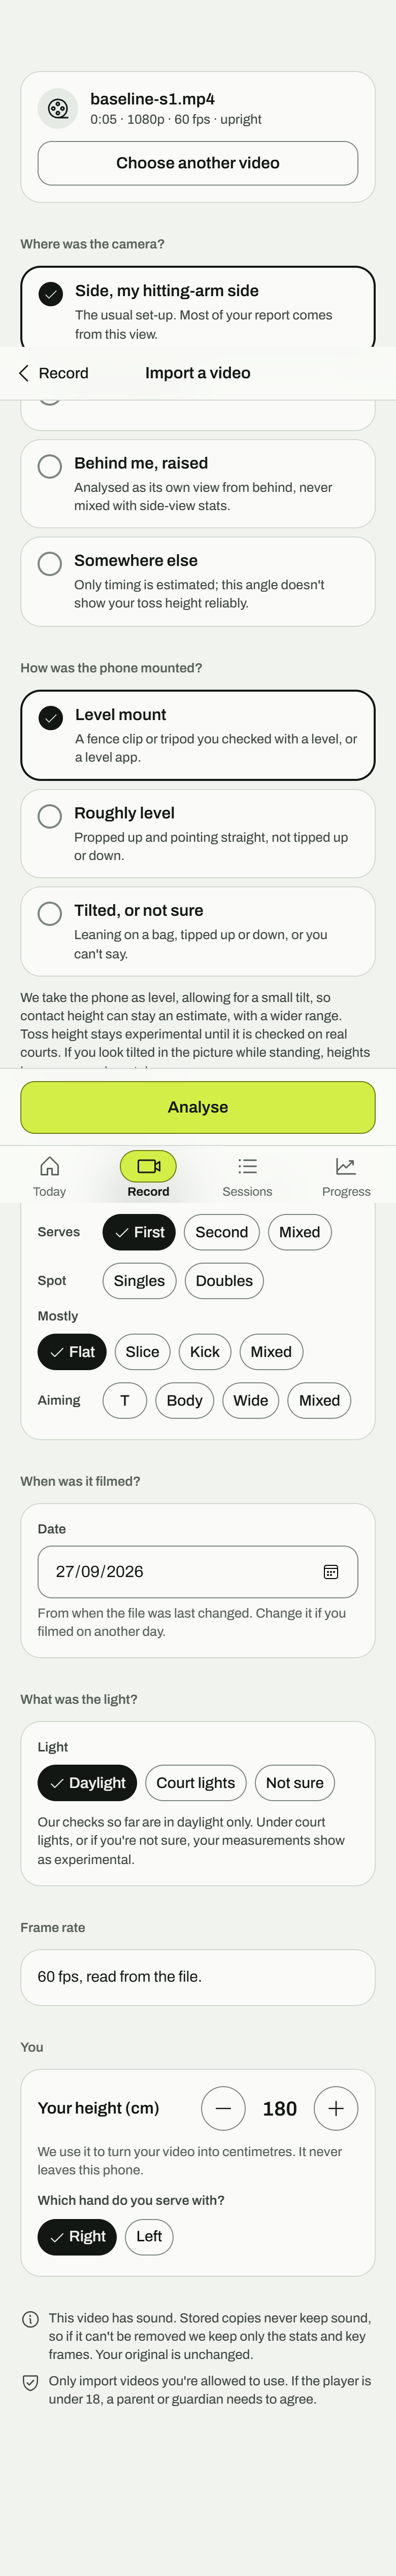 baseline-s1.mp4
0:05 · 1080p · 60 fps · upright
Choose another video
Where was the camera?
Side, my hitting-arm side
The usual set-up. Most of your report comes
from this view.
Record
Import a video
Behind me, raised
Analysed as its own view from behind, never
mixed with side-view stats.
Somewhere else
Only timing is estimated; this angle doesn't
show your toss height reliably.
How was the phone mounted?
Level mount
A fence clip or tripod you checked with a level, or
a level app.
Roughly level
Propped up and pointing straight, not tipped up
or down.
Tilted, or not sure
Leaning on a bag, tipped up or down, or you
can't say.
We take the phone as level, allowing for a small tilt, so
contact height can stay an estimate, with a wider range.
Toss height stays experimental until it is checked on real
courts. If you look tilted in the picture while standing, heights
Analyse
Today Record Sessions Progress
Serves First Second Mixed
Spot Singles Doubles
Mostly
Flat Slice Kick Mixed
Aiming T Body Wide Mixed
When was it filmed?
Date
27/09/2026
From when the file was last changed. Change it if you
filmed on another day.
What was the light?
Light
Daylight Court lights Not sure
Our checks so far are in daylight only. Under court
lights, or if you're not sure, your measurements show
as experimental.
Frame rate
60 fps, read from the file.
You
Your height (cm) 180
We use it to turn your video into centimetres. It never
leaves this phone.
Which hand do you serve with?
Right Left
This video has sound. Stored copies never keep sound,
so if it can't be removed we keep only the stats and key
frames. Your original is unchanged.
Only import videos you're allowed to use. If the player is
under 18, a parent or guardian needs to agree.